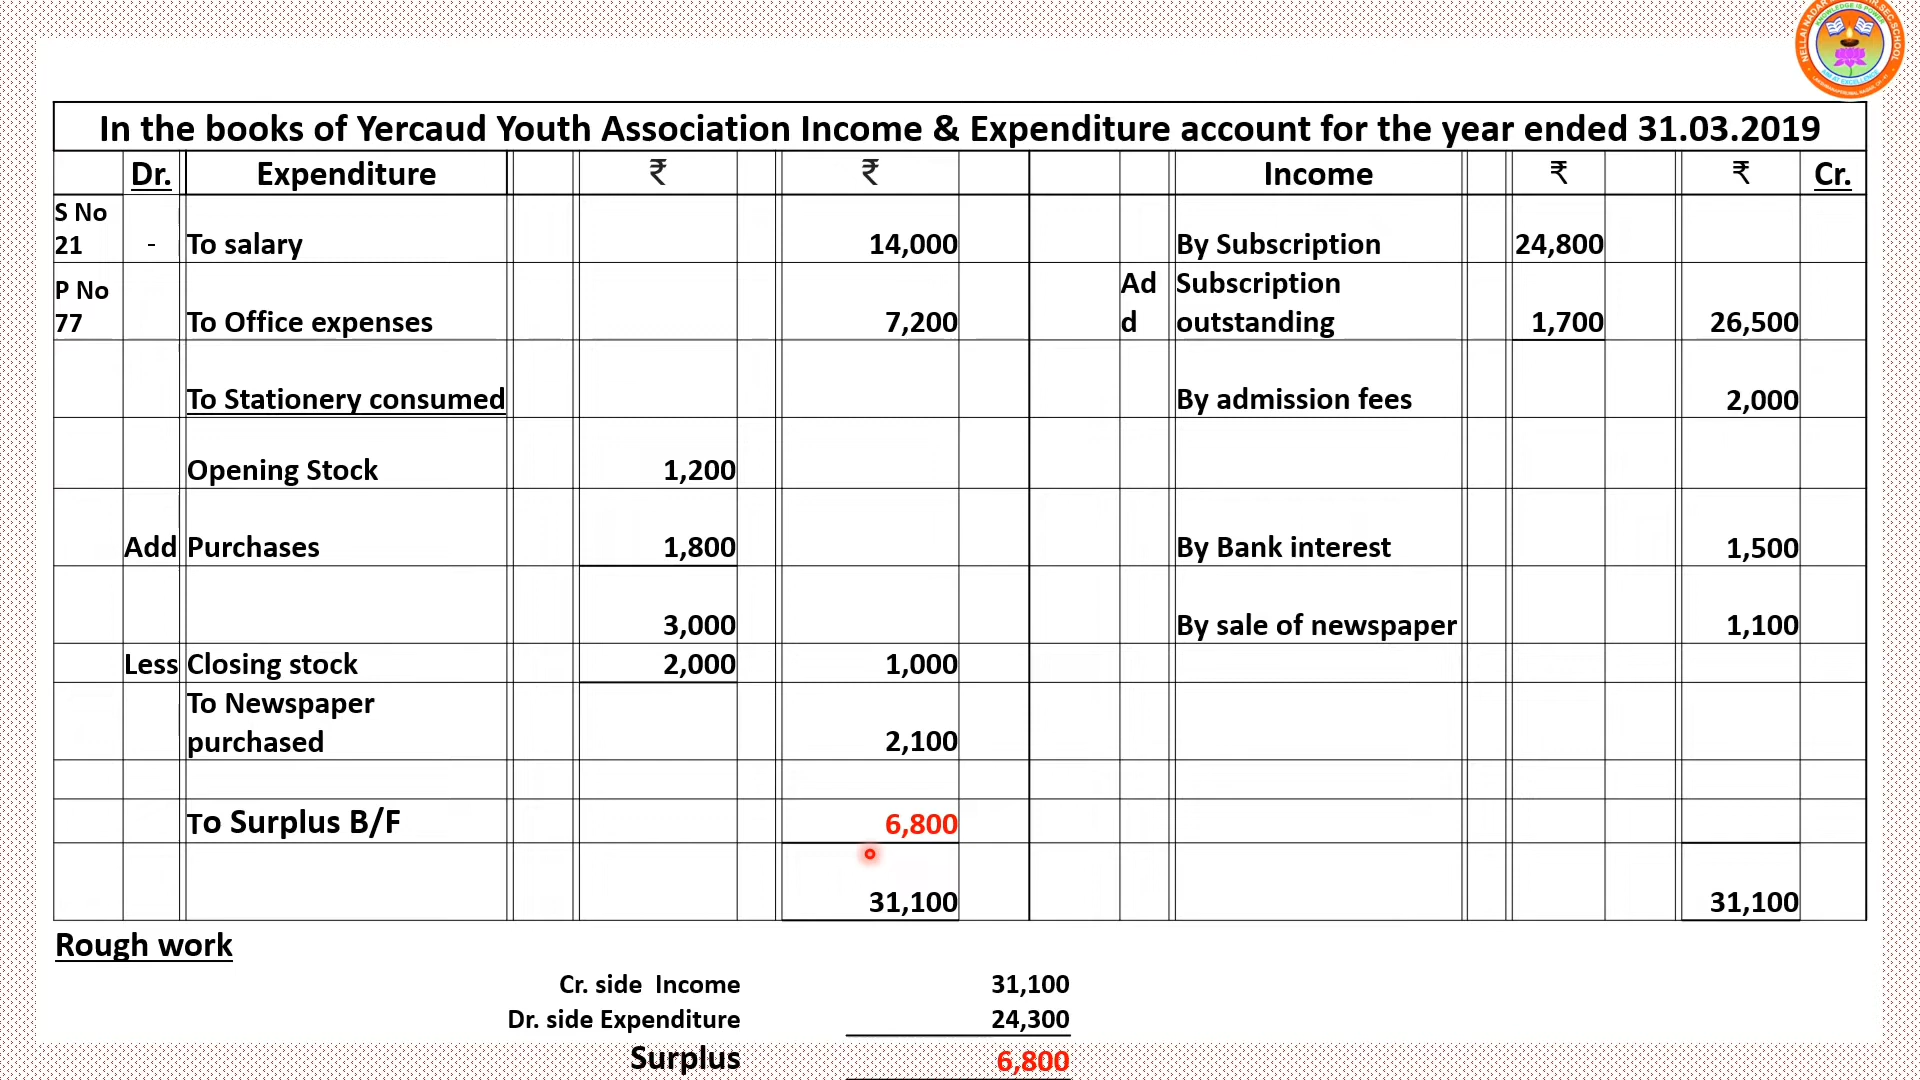 In the books of Yercaud Youth Association Income & Expenditure account for the year ended 31.03.2019
Dr. Expenditure ₹ ₹ Income ₹ ₹ Cr.
S No 21 - To salary 14,000 By Subscription 24,800
P No 77 To Office expenses 7,200 Ad d Subscription outstanding 1,700 26,500
To Stationery consumed By admission fees 2,000
Opening Stock 1,200
Add Purchases 1,800 By Bank interest 1,500
3,000 By sale of newspaper 1,100
Less Closing stock 2,000 1,000
To Newspaper purchased 2,100
To Surplus B/F 6,800
31,100 31,100
Rough work
Cr. side Income 31,100
Dr. side Expenditure 24,300
Surplus 6,800